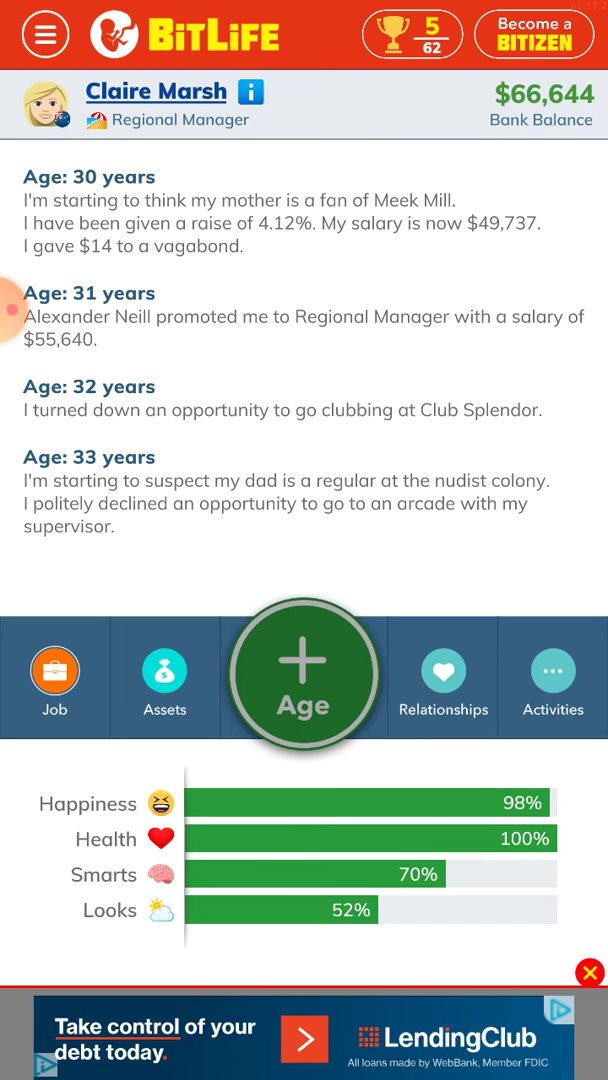 v1.17.2
BitLife
5
62
Become a
BITIZEN
Claire Marsh i
Regional Manager
$66,644
Bank Balance
Age: 30 years
I'm starting to think my mother is a fan of Meek Mill.
I have been given a raise of 4.12%. My salary is now $49,737.
I gave $14 to a vagabond.
Age: 31 years
Alexander Neill promoted me to Regional Manager with a salary of
$55,640.
Age: 32 years
I turned down an opportunity to go clubbing at Club Splendor.
Age: 33 years
I'm starting to suspect my dad is a regular at the nudist colony.
I politely declined an opportunity to go to an arcade with my
supervisor.
Job
Assets
Age
Relationships
Activities
Happiness 98%
Health 100%
Smarts 70%
Looks 52%
Take control of your
debt today.
LendingClub
All loans made by WebBank, Member FDIC